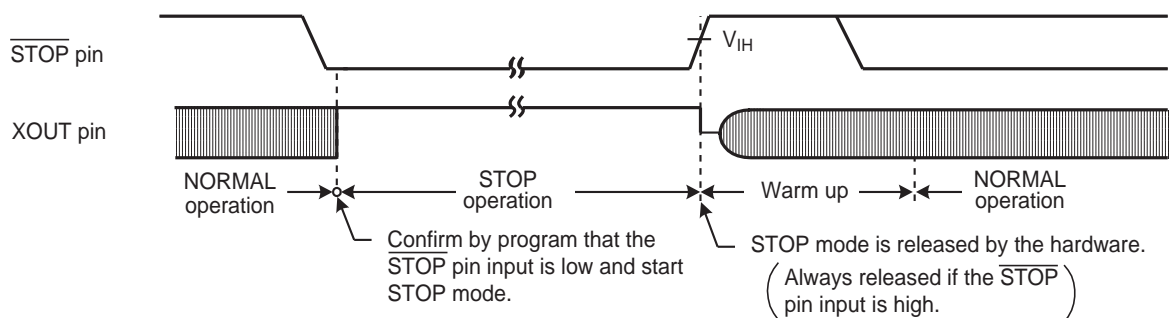 STOP pin
VIH
XOUT pin
NORMAL
operation
STOP
operation
Warm up
NORMAL
operation
Confirm by program that the
STOP pin input is low and start
STOP mode.
STOP mode is released by the hardware.
( Always released if the STOP
pin input is high. )